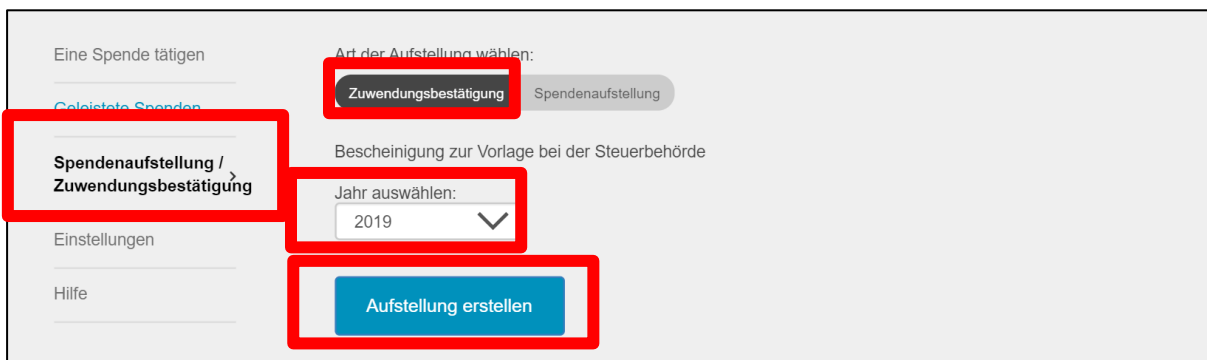 Eine Spende tätigen
Geleistete Spenden
Spendenaufstellung /
Zuwendungsbestätigung
Einstellungen
Hilfe
Art der Aufstellung wählen:
Zuwendungsbestätigung
Spendenaufstellung
Bescheinigung zur Vorlage bei der Steuerbehörde
Jahr auswählen:
2019
Aufstellung erstellen